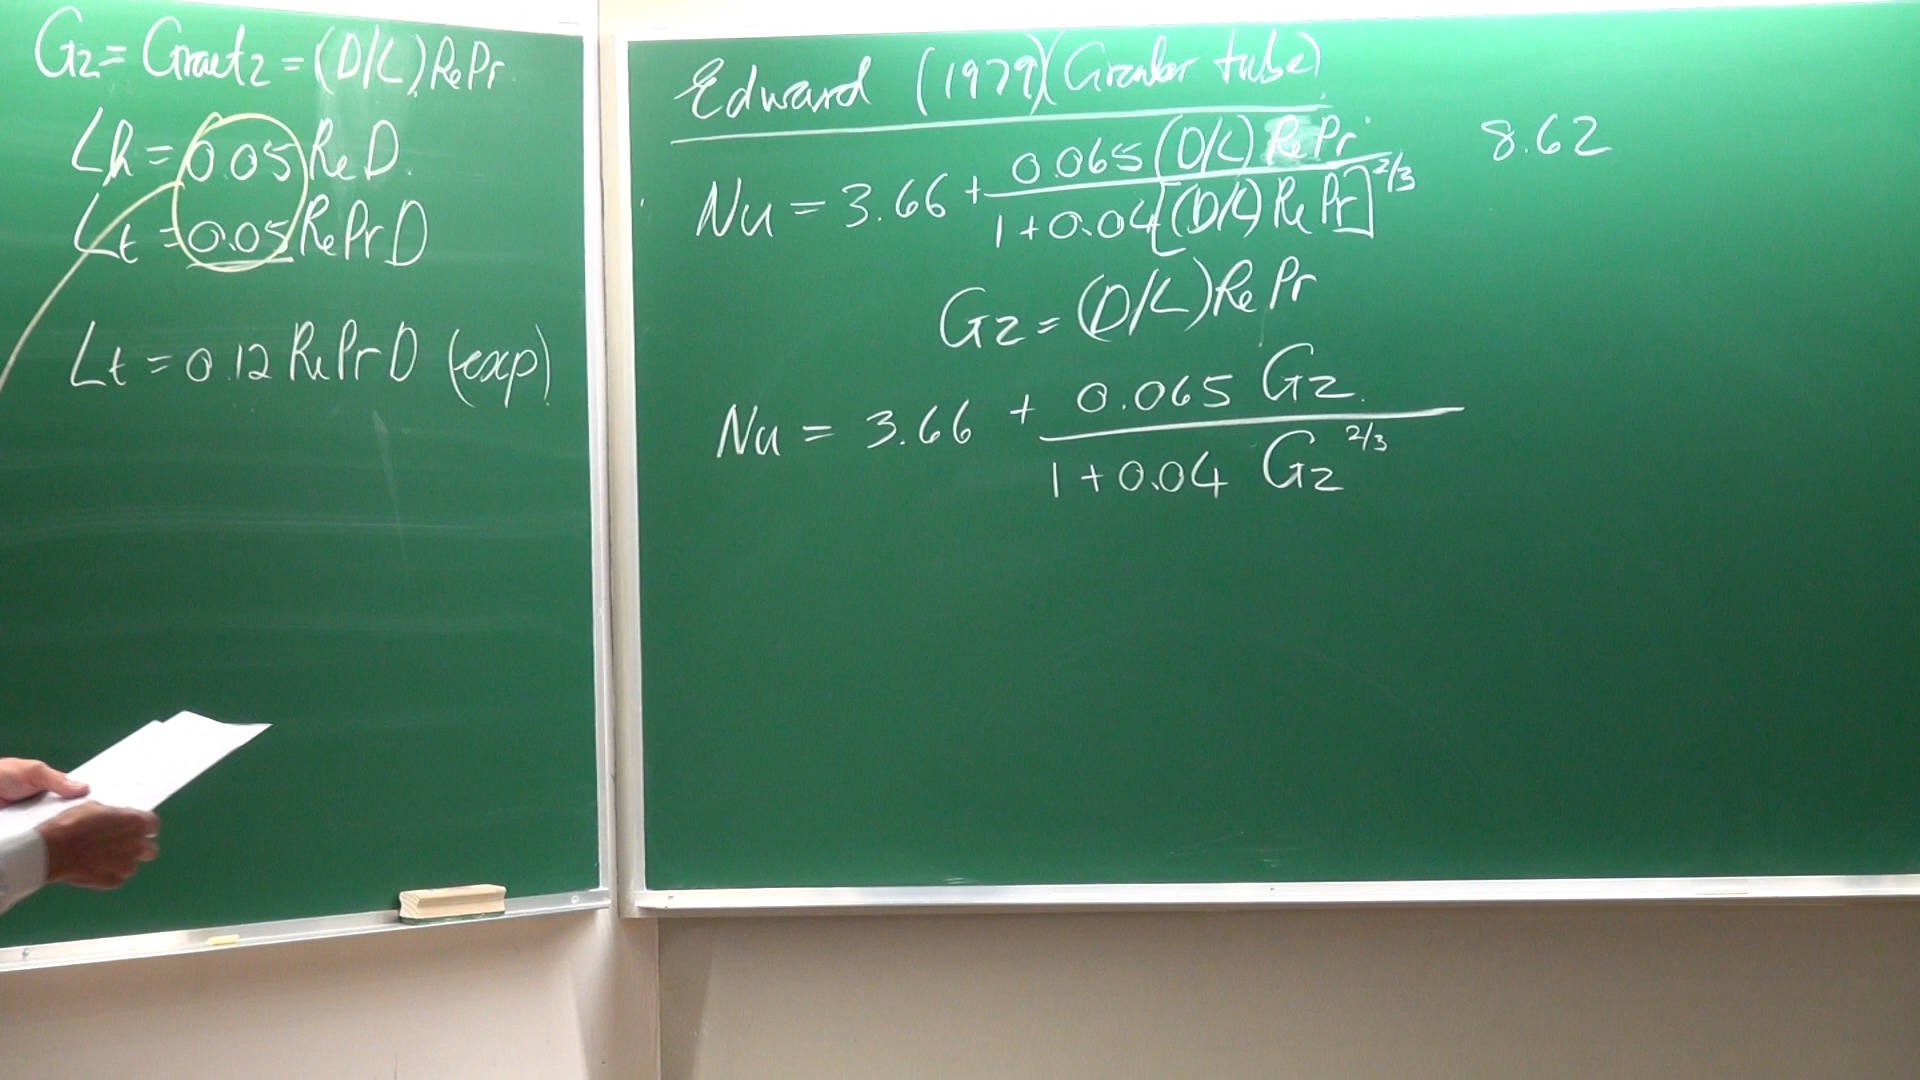 Gz = Graetz = (D/L) Re Pr
Lh = 0.05 Re D.
Lt = 0.05 Re Pr D
Lt = 0.12 Re Pr D (exp)
Edward (1979) (Circular tube)
Nu = 3.66 + 0.065 (D/L) Re Pr / 1 + 0.04 [(D/L) Re Pr]^2/3
8.62
Gz = (D/L) Re Pr
Nu = 3.66 + 0.065 Gz / 1 + 0.04 Gz^2/3